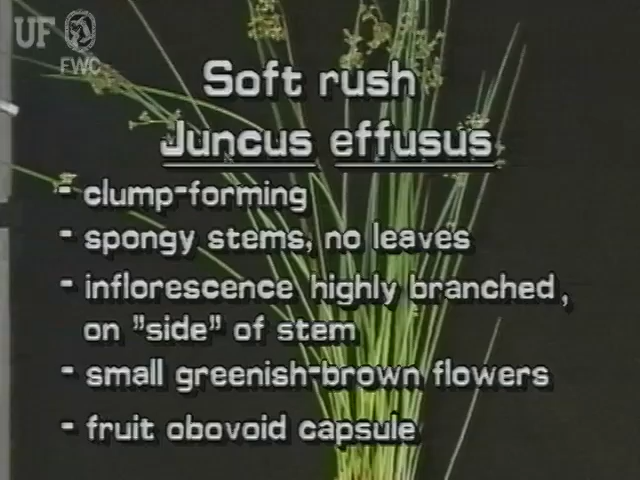 UF
FWC
Soft rush
Juncus effusus
- clump-forming
- spongy stems, no leaves
- inflorescence highly branched,
on "side" of stem
- small greenish-brown flowers
- fruit obovoid capsule